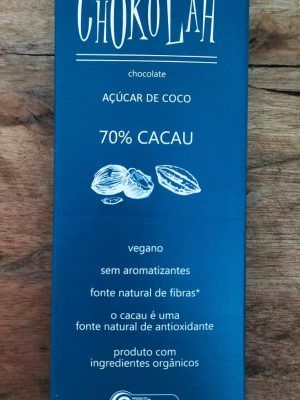 CHOKOLAH
chocolate
AÇÚCAR DE COCO
70% CACAU
vegano
sem aromatizantes
fonte natural de fibras*
o cacau é uma
fonte natural de antioxidante
produto com
ingredientes orgânicos
PRODUTO